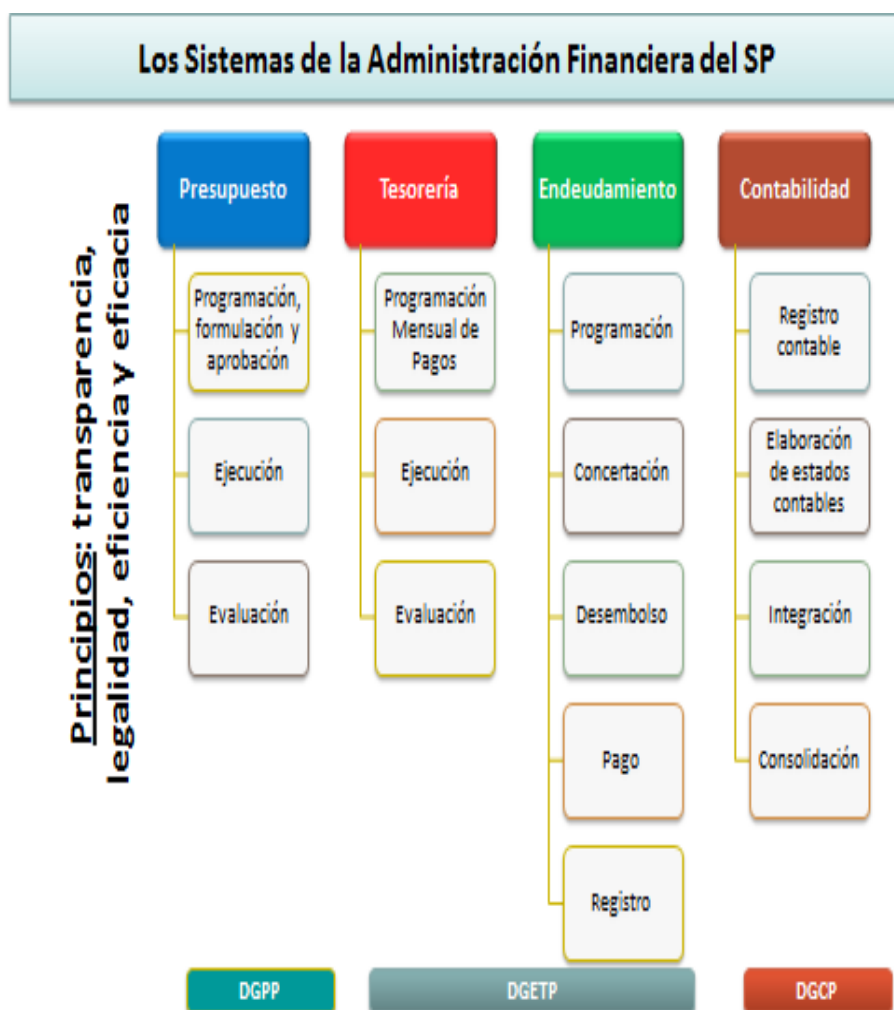 Los Sistemas de la Administración Financiera del SP
Principios: transparencia,
legalidad, eficiencia y eficacia
Presupuesto
Programación,
formulación y
aprobación
Ejecución
Evaluación
Tesorería
Programación
Mensual de
Pagos
Ejecución
Evaluación
Endeudamiento
Programación
Concertación
Desembolso
Pago
Registro
Contabilidad
Registro
contable
Elaboración
de estados
contables
Integración
Consolidación
DGPP
DGETP
DGCP